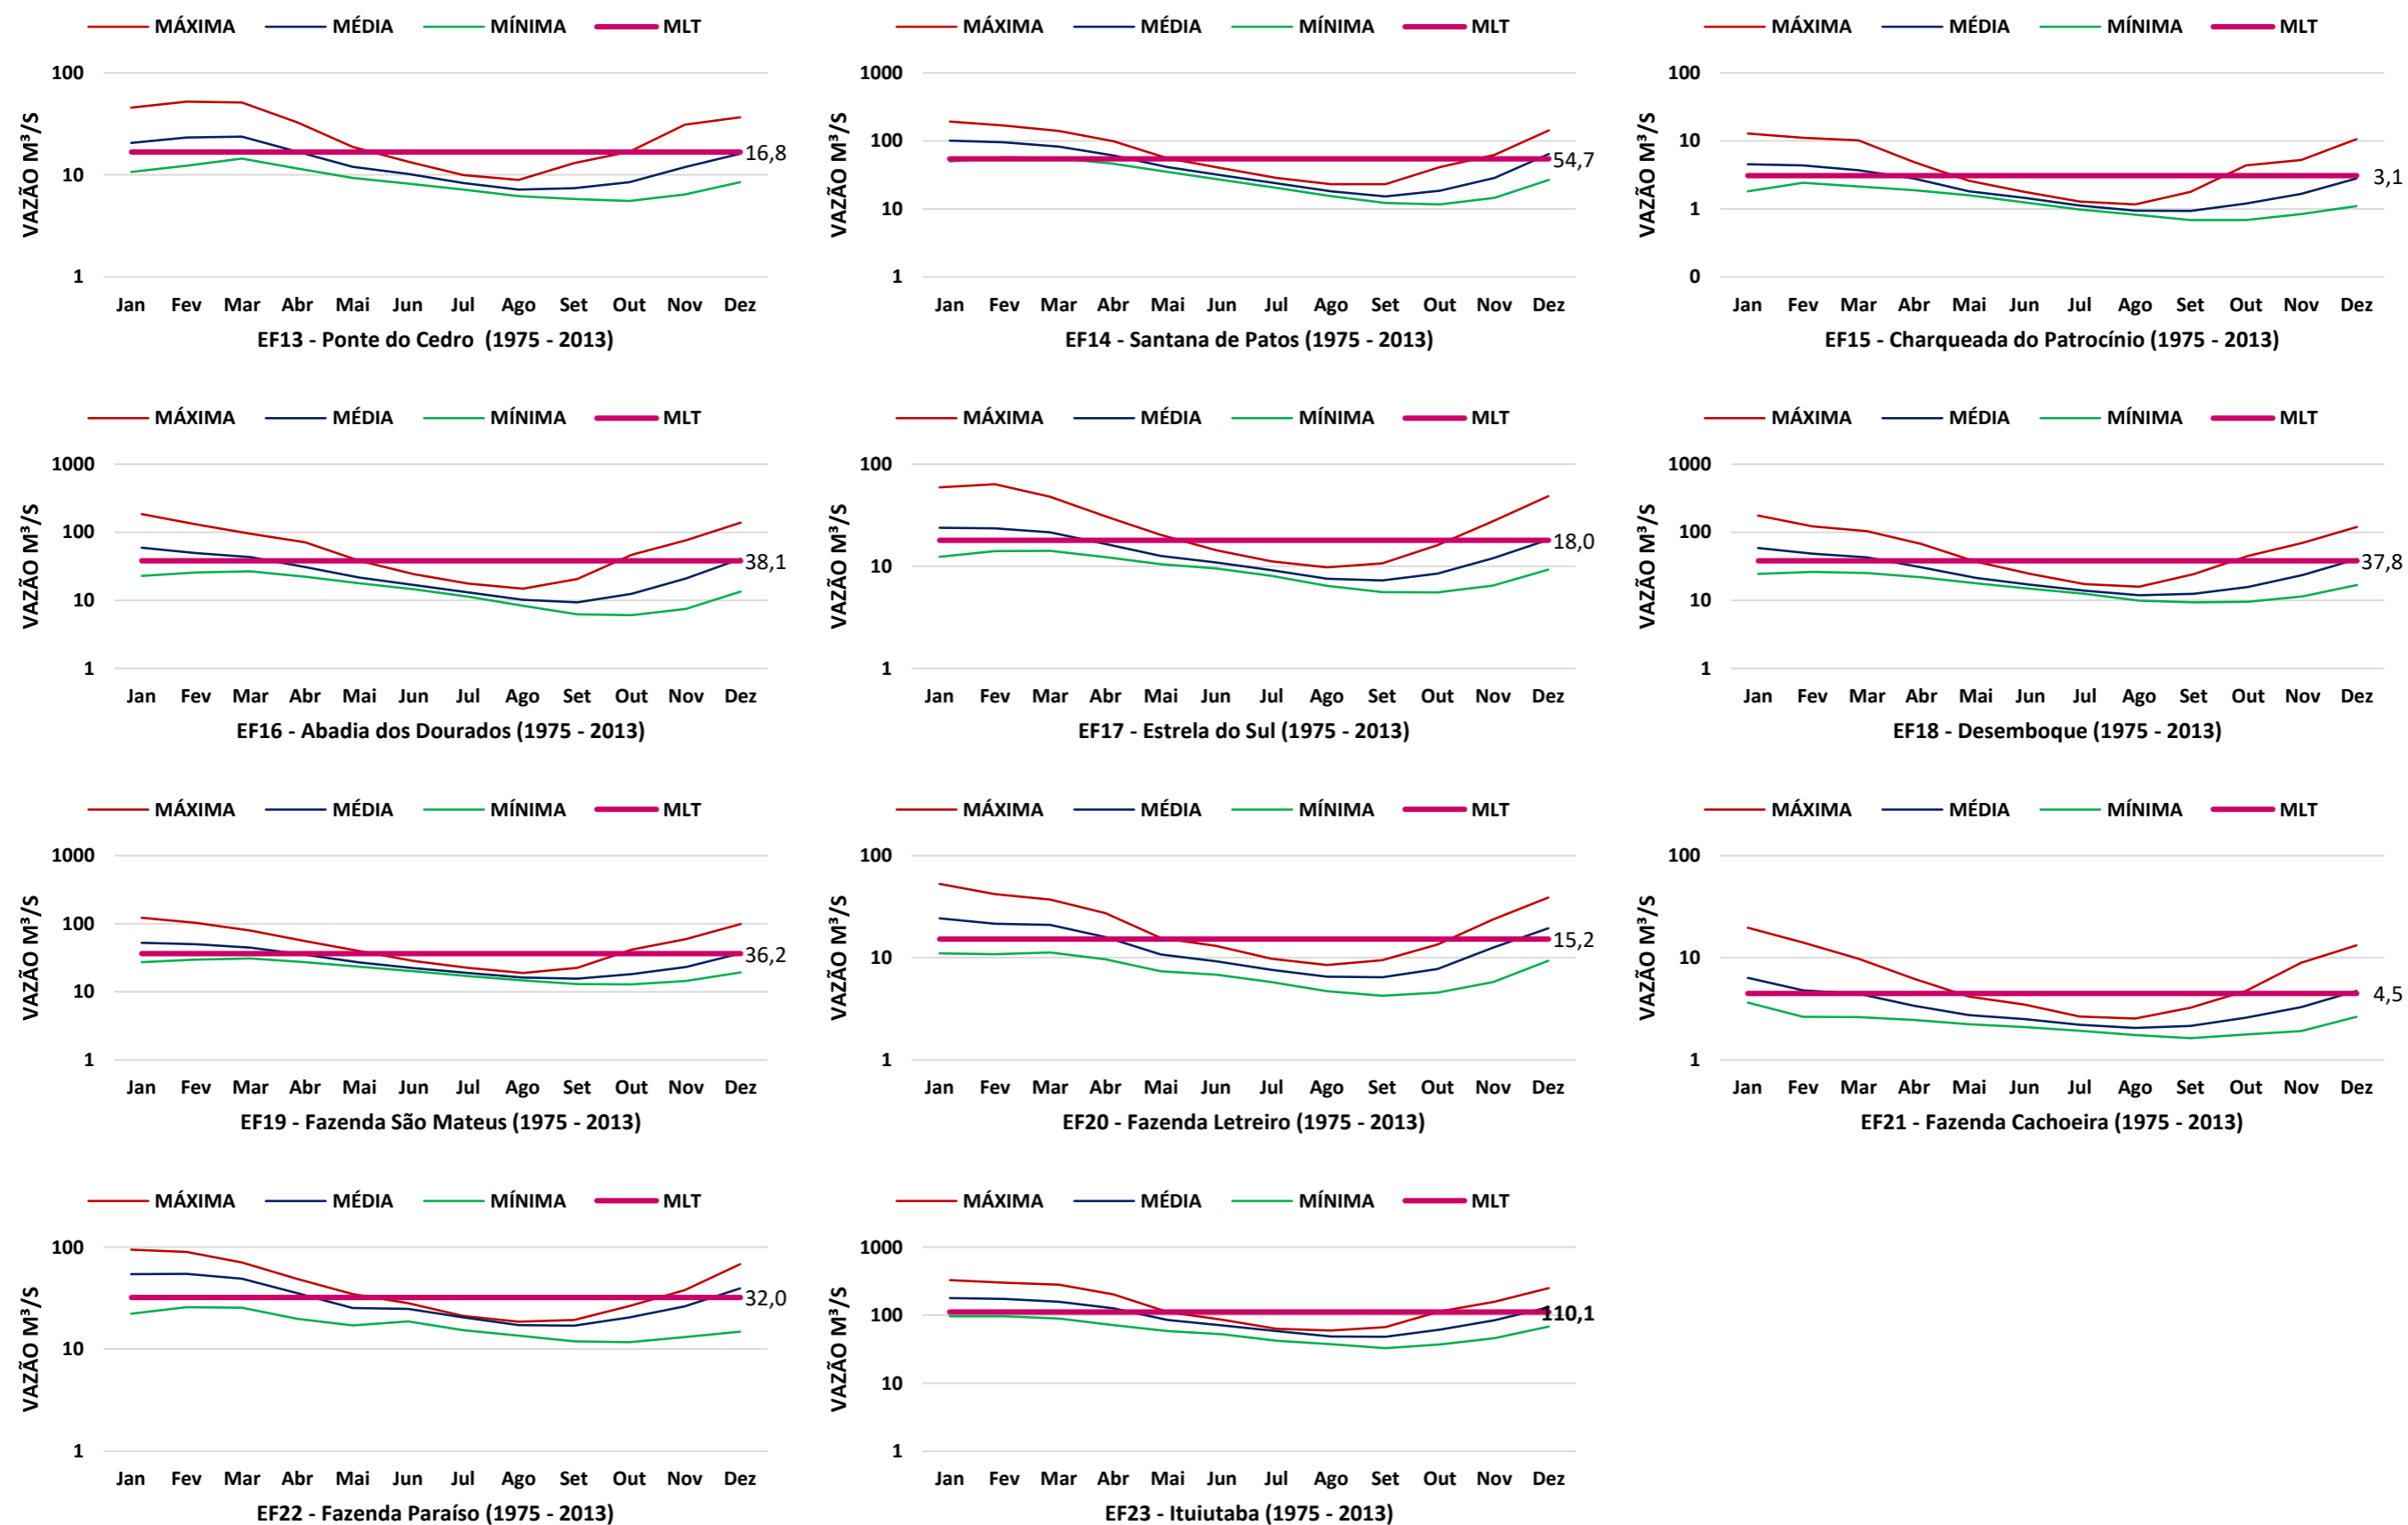 MÁXIMA MÉDIA MÍNIMA MLT
VAZÃO M³/S
100
10
1
16,8
Jan Fev Mar Abr Mai Jun Jul Ago Set Out Nov Dez
EF13 - Ponte do Cedro (1975 - 2013)
MÁXIMA MÉDIA MÍNIMA MLT
VAZÃO M³/S
1000
100
10
1
54,7
Jan Fev Mar Abr Mai Jun Jul Ago Set Out Nov Dez
EF14 - Santana de Patos (1975 - 2013)
MÁXIMA MÉDIA MÍNIMA MLT
VAZÃO M³/S
100
10
1
0
3,1
Jan Fev Mar Abr Mai Jun Jul Ago Set Out Nov Dez
EF15 - Charqueada do Patrocínio (1975 - 2013)
MÁXIMA MÉDIA MÍNIMA MLT
VAZÃO M³/S
1000
100
10
1
38,1
Jan Fev Mar Abr Mai Jun Jul Ago Set Out Nov Dez
EF16 - Abadia dos Dourados (1975 - 2013)
MÁXIMA MÉDIA MÍNIMA MLT
VAZÃO M³/S
100
10
1
18,0
Jan Fev Mar Abr Mai Jun Jul Ago Set Out Nov Dez
EF17 - Estrela do Sul (1975 - 2013)
MÁXIMA MÉDIA MÍNIMA MLT
VAZÃO M³/S
1000
100
10
1
37,8
Jan Fev Mar Abr Mai Jun Jul Ago Set Out Nov Dez
EF18 - Desemboque (1975 - 2013)
MÁXIMA MÉDIA MÍNIMA MLT
VAZÃO M³/S
1000
100
10
1
36,2
Jan Fev Mar Abr Mai Jun Jul Ago Set Out Nov Dez
EF19 - Fazenda São Mateus (1975 - 2013)
MÁXIMA MÉDIA MÍNIMA MLT
VAZÃO M³/S
100
10
1
15,2
Jan Fev Mar Abr Mai Jun Jul Ago Set Out Nov Dez
EF20 - Fazenda Letreiro (1975 - 2013)
MÁXIMA MÉDIA MÍNIMA MLT
VAZÃO M³/S
100
10
1
4,5
Jan Fev Mar Abr Mai Jun Jul Ago Set Out Nov Dez
EF21 - Fazenda Cachoeira (1975 - 2013)
MÁXIMA MÉDIA MÍNIMA MLT
VAZÃO M³/S
100
10
1
32,0
Jan Fev Mar Abr Mai Jun Jul Ago Set Out Nov Dez
EF22 - Fazenda Paraíso (1975 - 2013)
MÁXIMA MÉDIA MÍNIMA MLT
VAZÃO M³/S
1000
100
10
1
110,1
Jan Fev Mar Abr Mai Jun Jul Ago Set Out Nov Dez
EF23 - Ituiutaba (1975 - 2013)